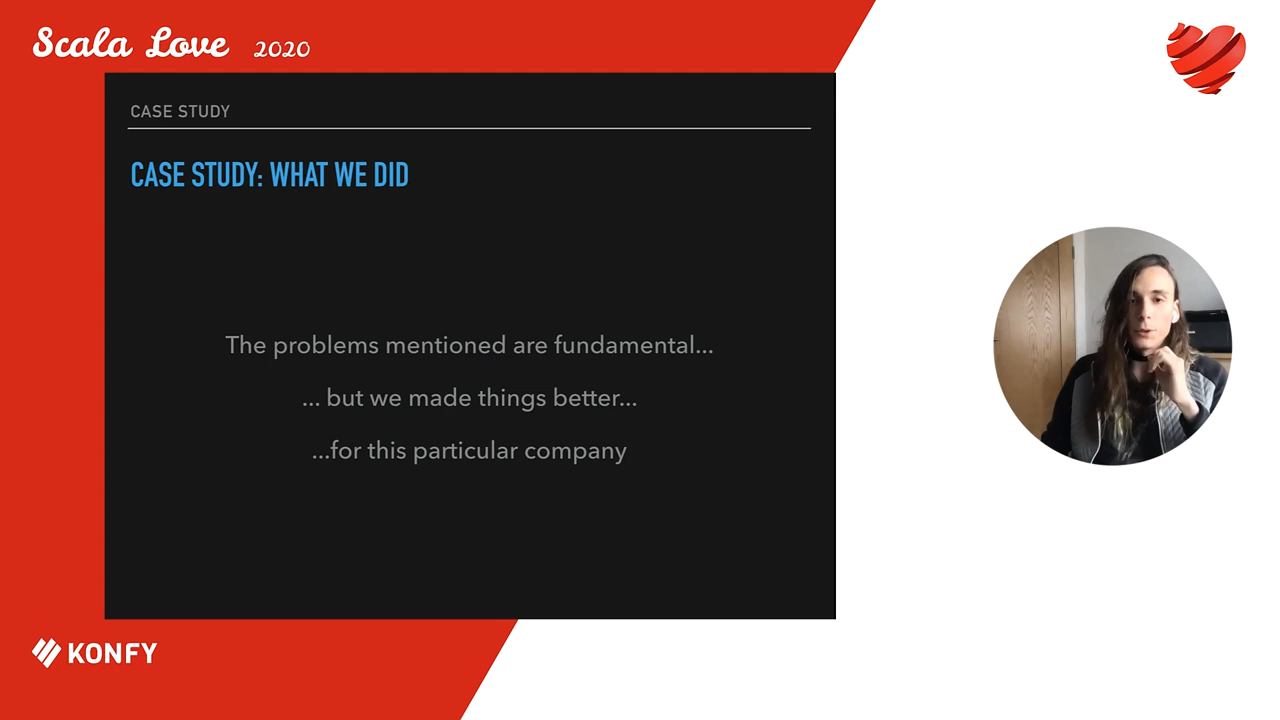 Scala Love 2020
CASE STUDY
CASE STUDY: WHAT WE DID
The problems mentioned are fundamental...
... but we made things better...
...for this particular company
KONFY